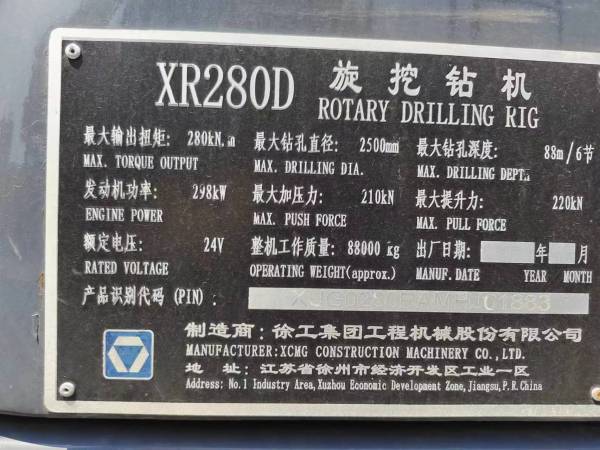 XR280D 旋挖钻机
ROTARY DRILLING RIG
最大输出扭矩: 280kN.m 最大钻孔直径: 2500mm 最大钻孔深度: 88m/6节
MAX. TORQUE OUTPUT MAX. DRILLING DIA. MAX. DRILLING DEPTH
发动机功率: 298kW 最大加压力: 210kN 最大提升力: 220kN
ENGINE POWER MAX. PUSH FORCE MAX. PULL FORCE
额定电压: 24V 整机工作质量: 88000 kg 出厂日期: 年 月
RATED VOLTAGE OPERATING WEIGHT(approx.) MANUF. DATE YEAR MONTH
产品识别代码 (PIN):
制造商: 徐工集团工程机械股份有限公司
MANUFACTURER:XCMG CONSTRUCTION MACHINERY CO., LTD.
地 址: 江苏省徐州市经济开发区工业一区
Address: No.1 Industry Area, Xuzhou Economic Development Zone, Jiangsu, P.R.China